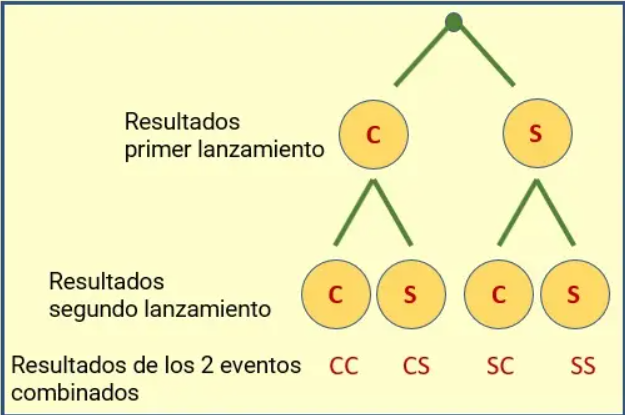 Resultados
primer lanzamiento
C S
Resultados
segundo lanzamiento
C S C S
Resultados de los 2 eventos
combinados
CC CS SC SS